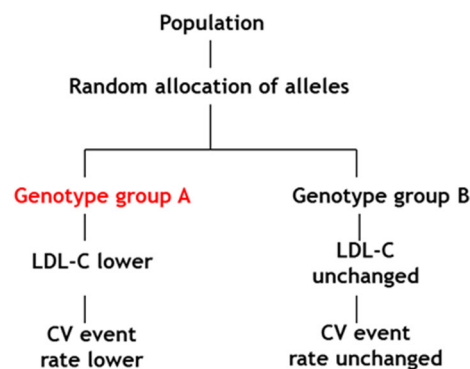 Population
Random allocation of alleles
Genotype group A
Genotype group B
LDL-C lower
LDL-C
unchanged
CV event
rate lower
CV event
rate unchanged